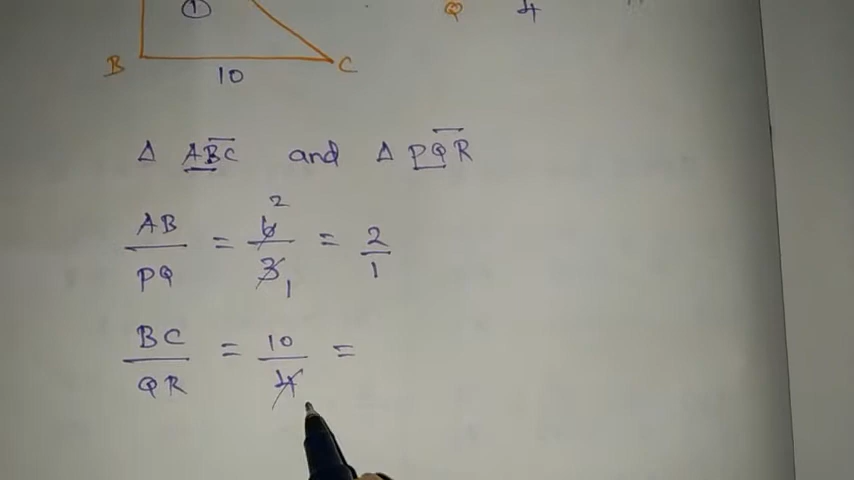 ①
Q 4
B C
10
Δ ABC and Δ PQR
AB/PQ = 6/3 2/1 = 2/1
BC/QR = 10/4 =